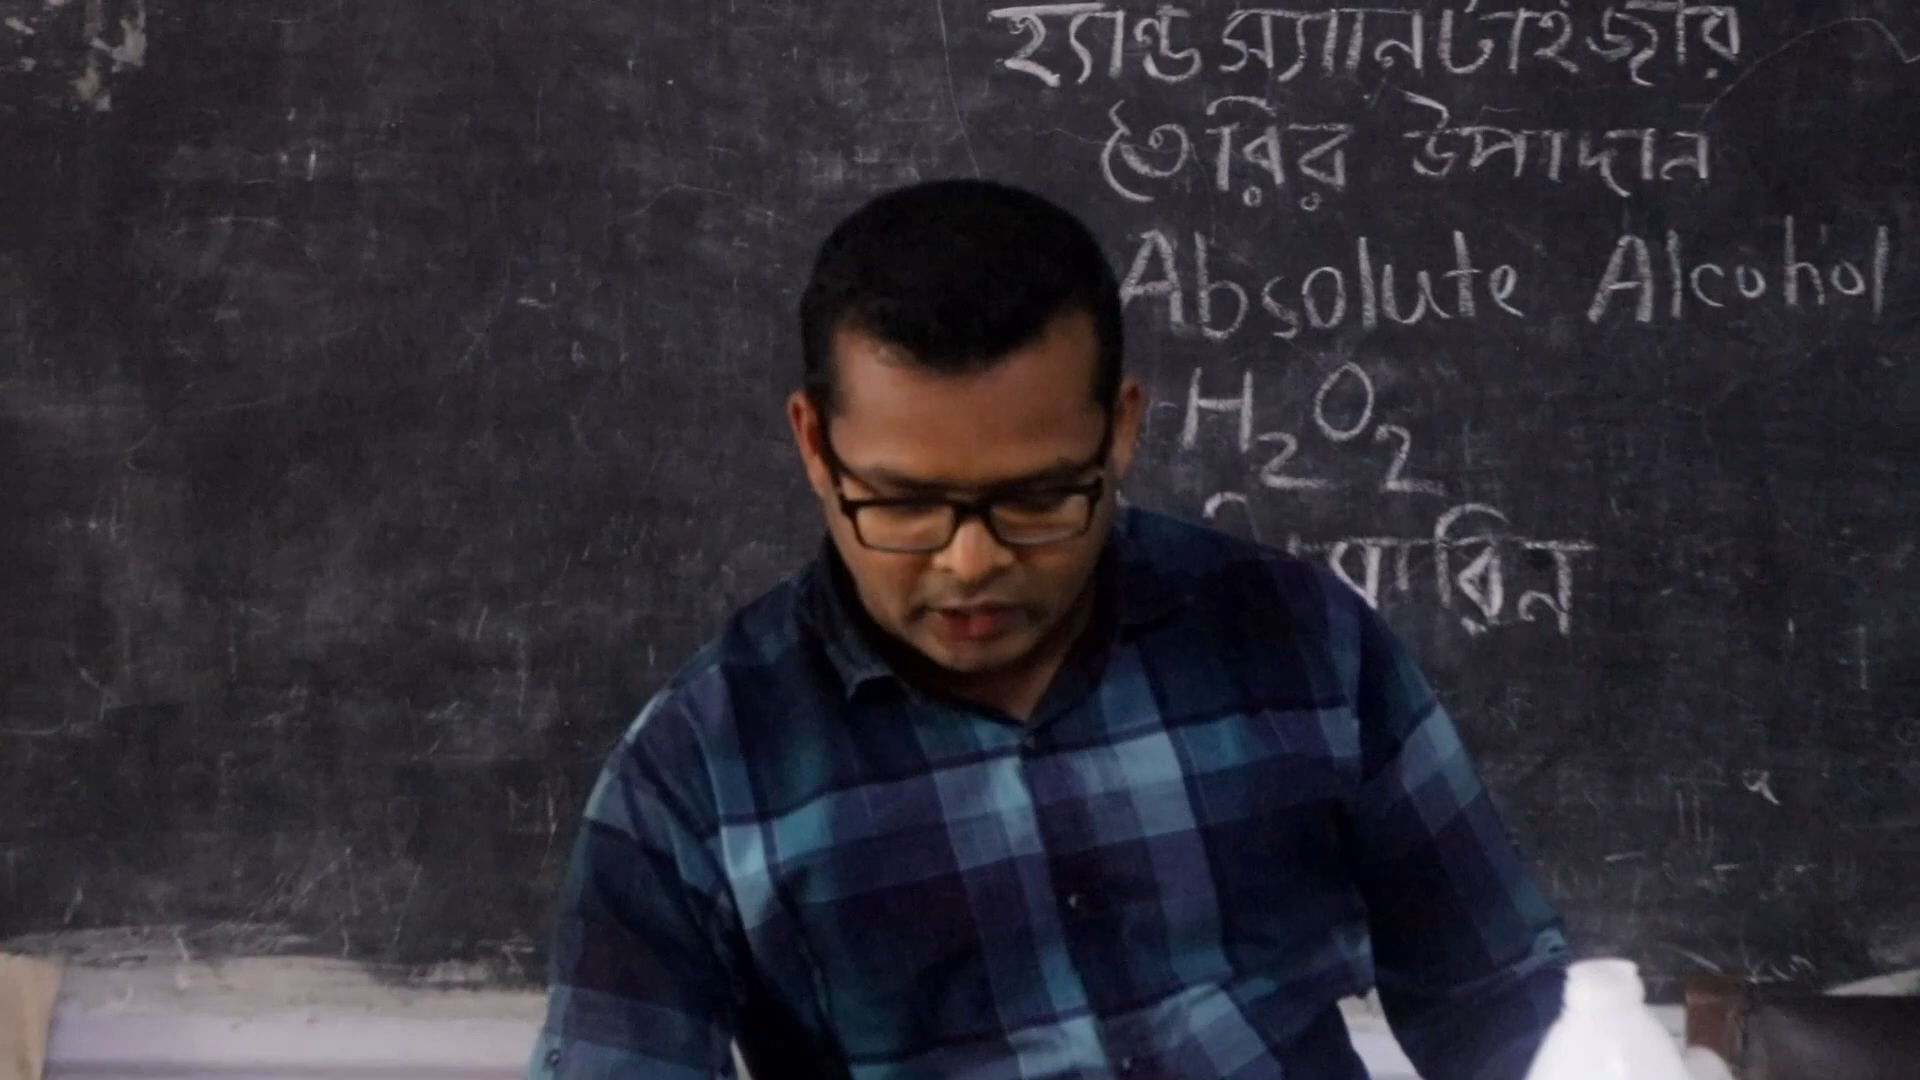 হ্যান্ড স্যানিটাইজার
তৈরির উপাদান
Absolute Alcohol
H₂O₂